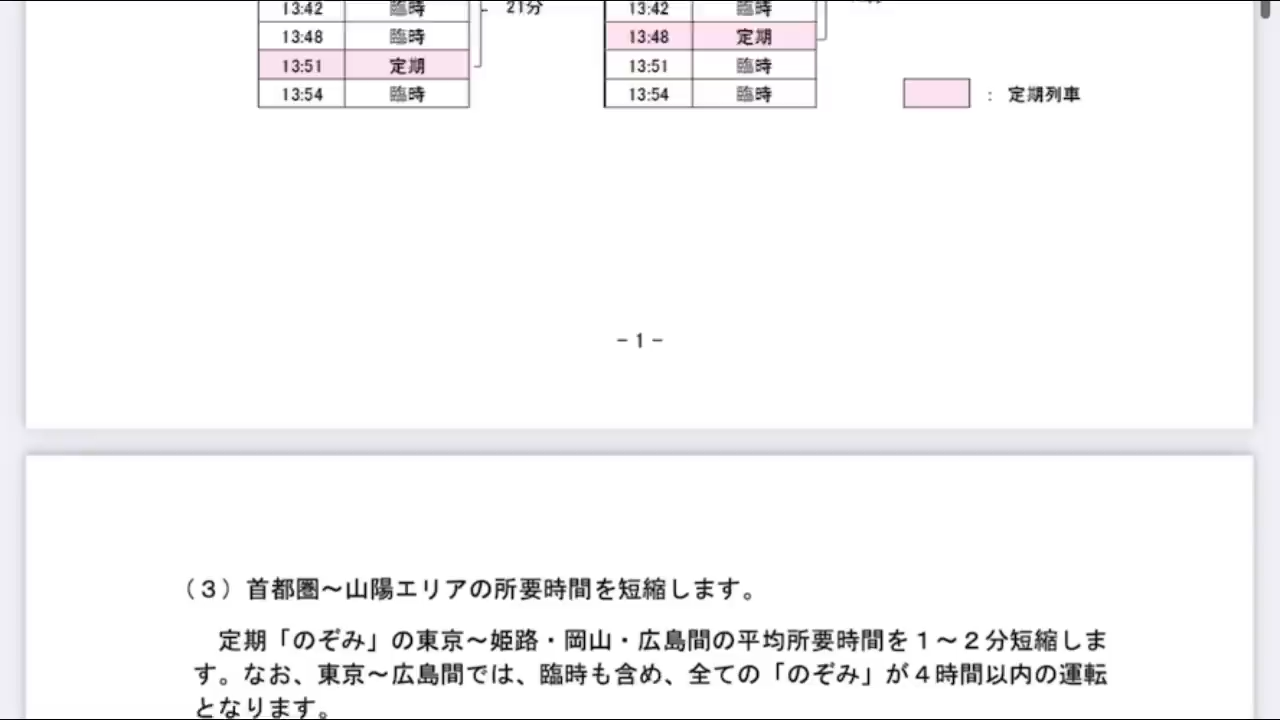 13:42 臨時 21分 13:42 臨時
13:48 臨時 13:48 定期
13:51 定期 13:51 臨時
13:54 臨時 13:54 臨時 : 定期列車
- 1 -
（３）首都圏～山陽エリアの所要時間を短縮します。
定期「のぞみ」の東京～姫路・岡山・広島間の平均所要時間を１～２分短縮しま
す。なお、東京～広島間では、臨時も含め、全ての「のぞみ」が４時間以内の運転
となります。